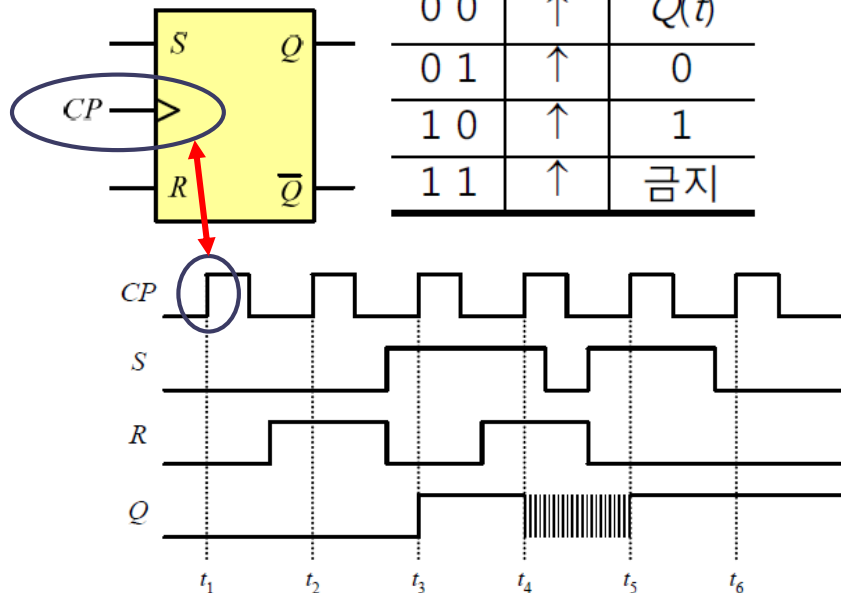 0 0 ↑ Q(t)
S Q
0 1 ↑ 0
CP
1 0 ↑ 1
R Q̅
1 1 ↑ 금지
CP
S
R
Q
t₁ t₂ t₃ t₄ t₅ t₆